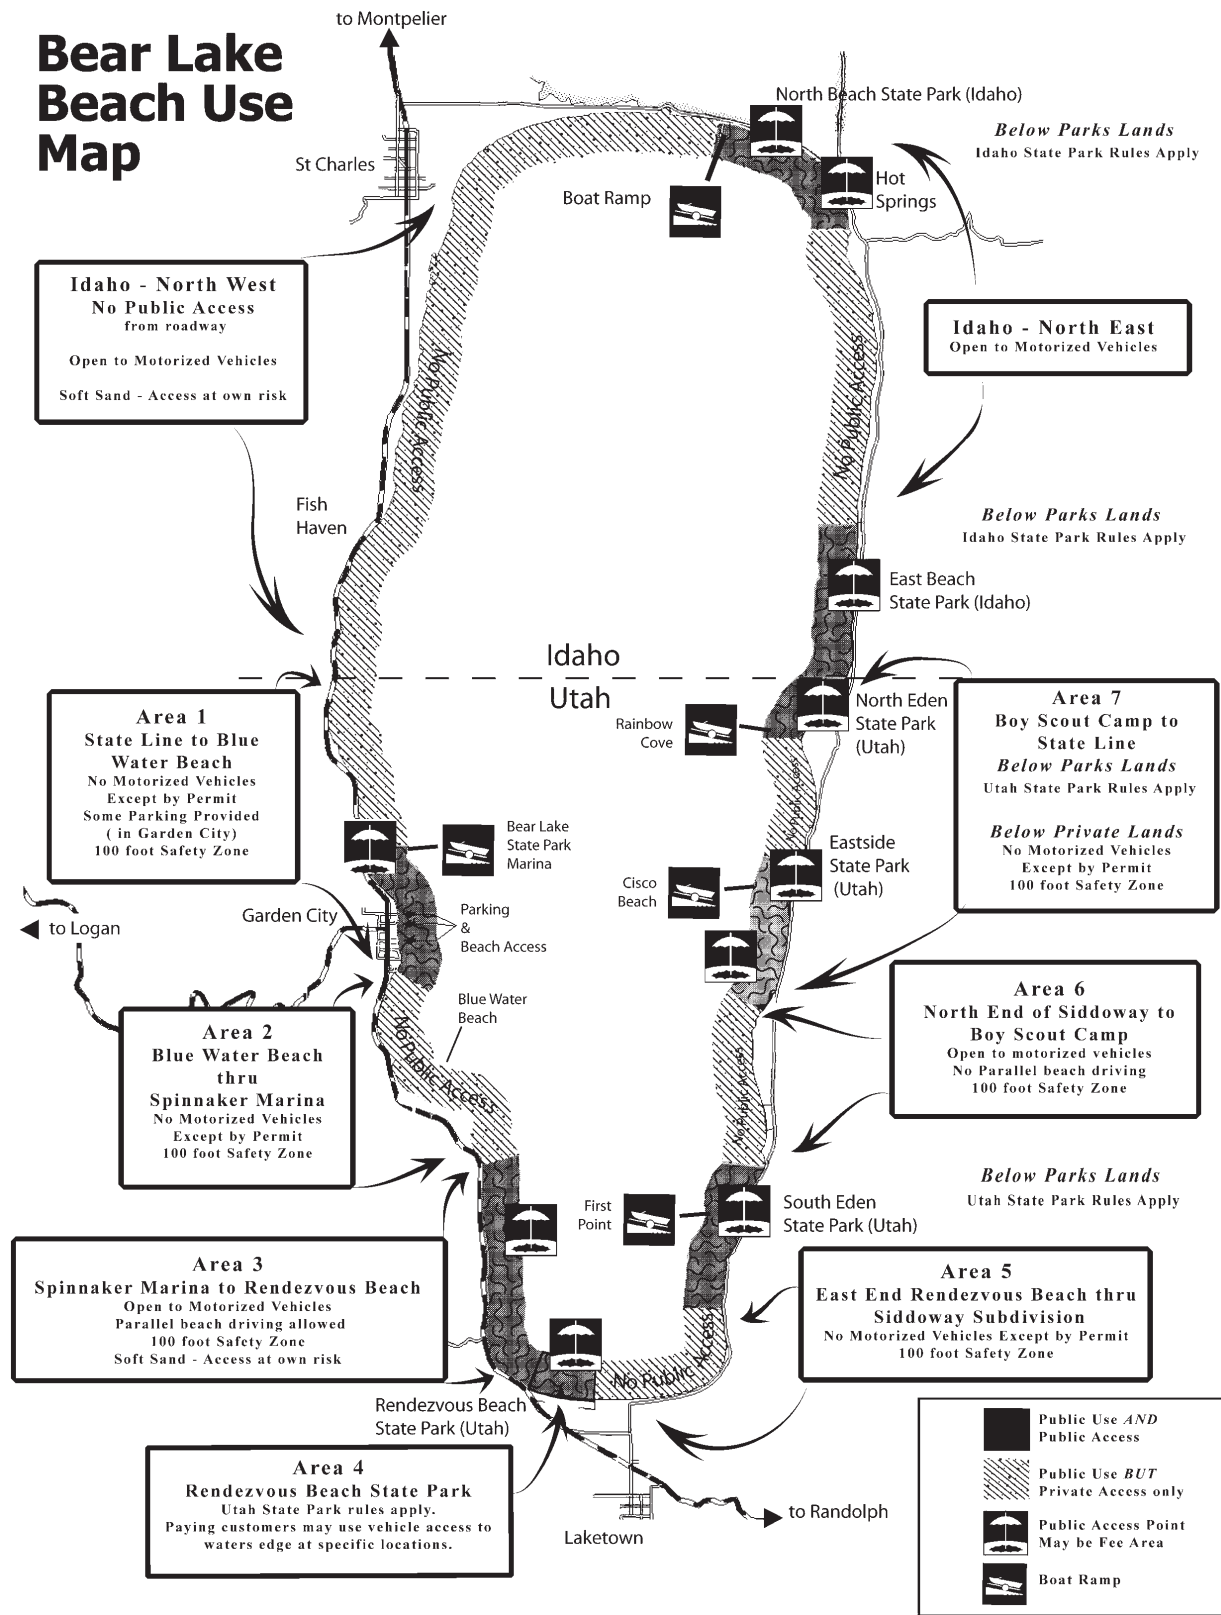 to Montpelier
Bear Lake
Beach Use
Map
North Beach State Park (Idaho)
Below Parks Lands
Idaho State Park Rules Apply
St Charles
Boat Ramp
Hot
Springs
Idaho - North West
No Public Access
from roadway
Open to Motorized Vehicles
Soft Sand - Access at own risk
Idaho - North East
Open to Motorized Vehicles
No Public Access
No Public Access
Fish
Haven
Below Parks Lands
Idaho State Park Rules Apply
East Beach
State Park (Idaho)
Idaho
Utah
Area 1
State Line to Blue
Water Beach
No Motorized Vehicles
Except by Permit
Some Parking Provided
( in Garden City)
100 foot Safety Zone
Rainbow
Cove
North Eden
State Park
(Utah)
Area 7
Boy Scout Camp to
State Line
Below Parks Lands
Utah State Park Rules Apply
Below Private Lands
No Motorized Vehicles
Except by Permit
100 foot Safety Zone
No Public Access
Bear Lake
State Park
Marina
Eastside
State Park
(Utah)
Cisco
Beach
to Logan
Garden City
Parking
&
Beach Access
Blue Water
Beach
Area 2
Blue Water Beach
thru
Spinnaker Marina
No Motorized Vehicles
Except by Permit
100 foot Safety Zone
No Public Access
No Public Access
Area 6
North End of Siddoway to
Boy Scout Camp
Open to motorized vehicles
No Parallel beach driving
100 foot Safety Zone
Below Parks Lands
Utah State Park Rules Apply
First
Point
South Eden
State Park (Utah)
Area 3
Spinnaker Marina to Rendezvous Beach
Open to Motorized Vehicles
Parallel beach driving allowed
100 foot Safety Zone
Soft Sand - Access at own risk
Area 5
East End Rendezvous Beach thru
Siddoway Subdivision
No Motorized Vehicles Except by Permit
100 foot Safety Zone
No Public Access
Rendezvous Beach
State Park (Utah)
Area 4
Rendezvous Beach State Park
Utah State Park rules apply.
Paying customers may use vehicle access to
waters edge at specific locations.
Laketown
to Randolph
Public Use AND
Public Access
Public Use BUT
Private Access only
Public Access Point
May be Fee Area
Boat Ramp